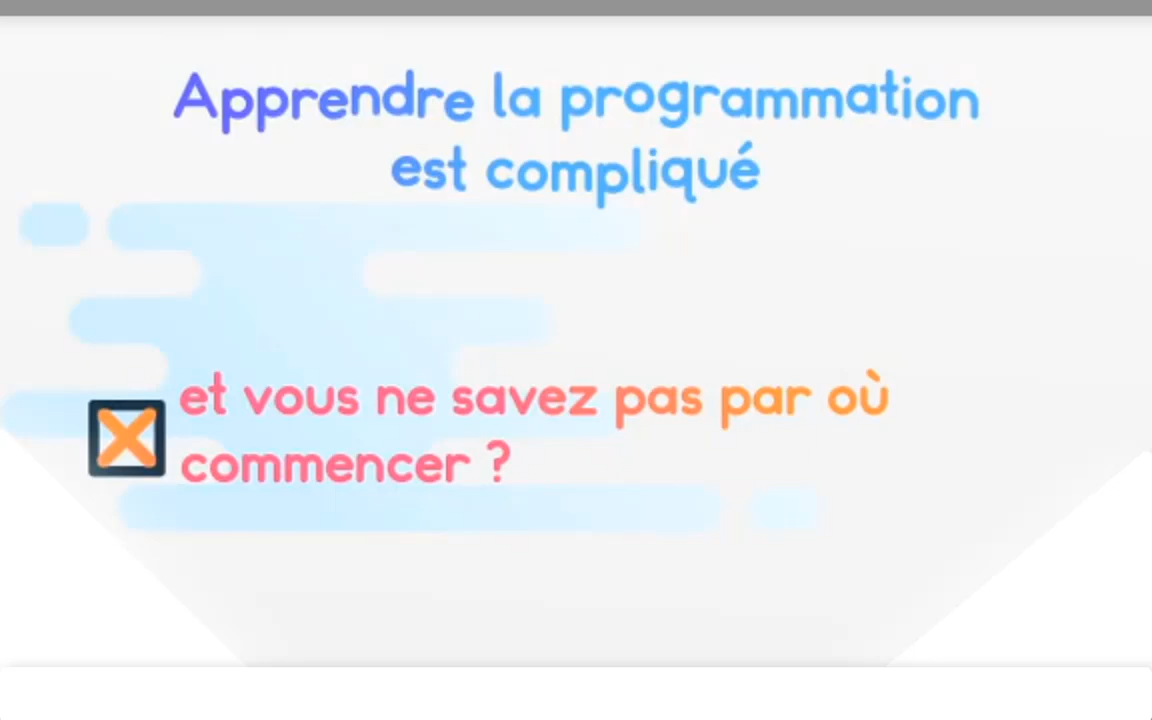 Apprendre la programmation
est compliqué
et vous ne savez pas par où
commencer ?